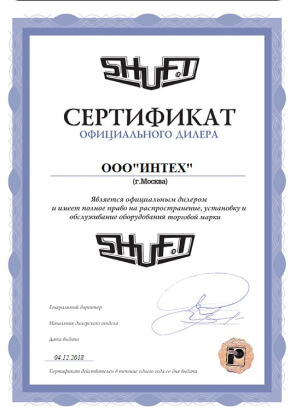 SHUFT
СЕРТИФИКАТ
ОФИЦИАЛЬНОГО ДИЛЕРА
ООО"ИНТЕХ"
(г.Москва)
Является официальным дилером
и имеет полное право на распространение, установку и
обслуживание оборудования торговой марки
SHUFT
Генеральный директор
Начальник дилерского отдела
Дата выдачи
04.12.2018
Сертификат действителен в течение одного года со дня выдачи